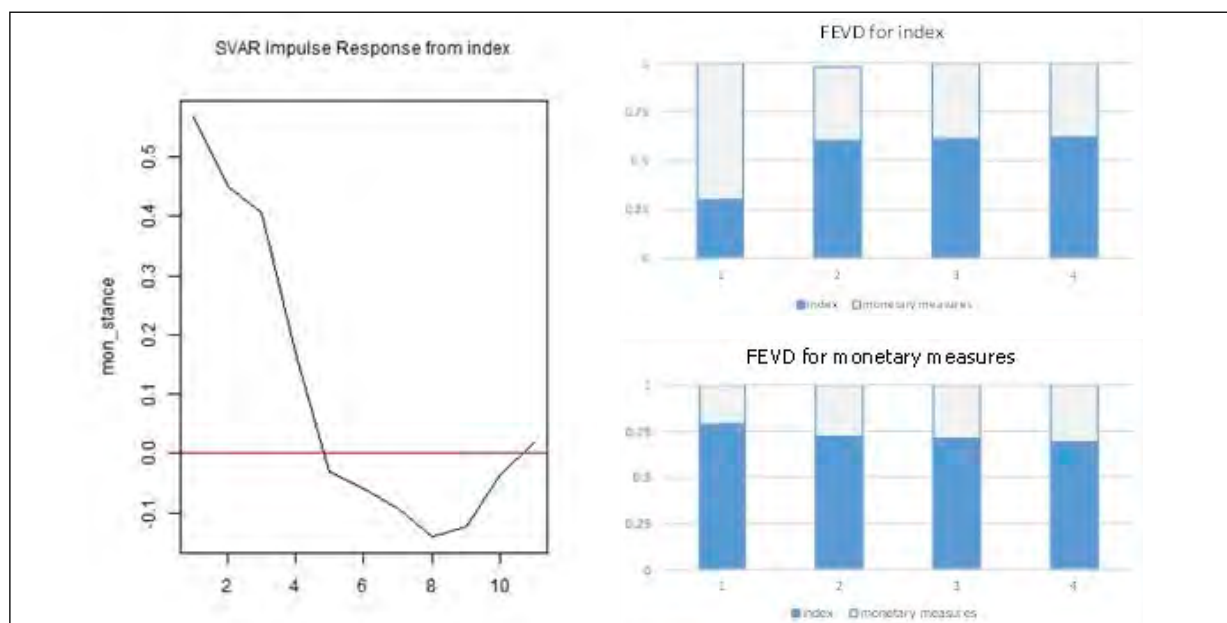 SVAR Impulse Response from index
mon_stance
0.5
0.4
0.3
0.2
0.1
0.0
-0.1
2 4 6 8 10
FEVD for index
1
0.75
0.5
0.25
0
1 2 3 4
index monetary measures
FEVD for monetary measures
1
0.75
0.5
0.25
0
1 2 3 4
index monetary measures